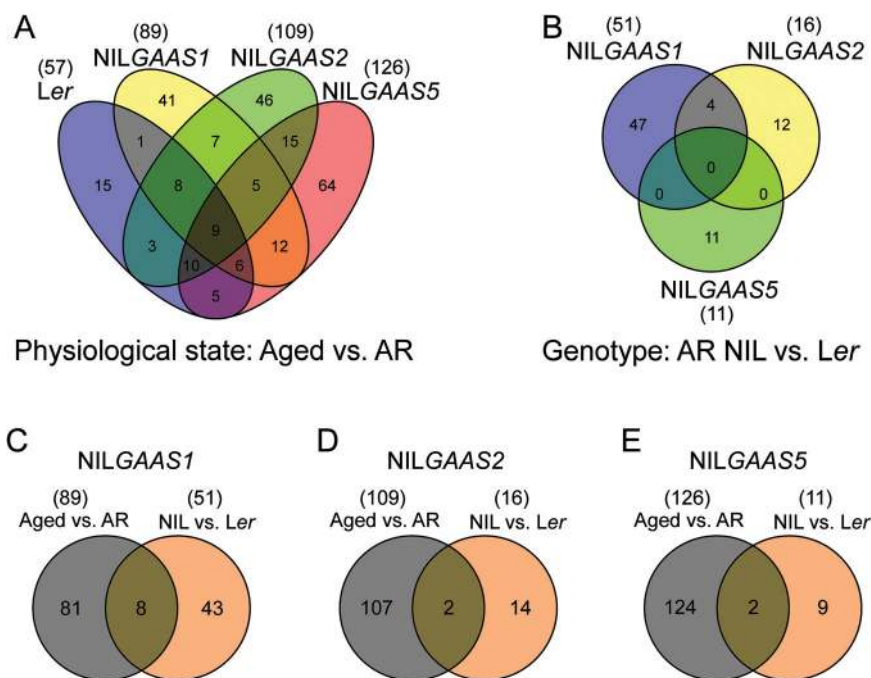 A
(57)
Ler
(89)
NILGAAS1
(109)
NILGAAS2
(126)
NILGAAS5
41
46
1
7
15
15
8
5
64
3
9
12
10
6
5
Physiological state: Aged vs. AR
B
(51)
NILGAAS1
(16)
NILGAAS2
4
47
12
0
0
0
11
NILGAAS5
(11)
Genotype: AR NIL vs. Ler
C
NILGAAS1
(89)
Aged vs. AR
(51)
NIL vs. Ler
81
8
43
D
NILGAAS2
(109)
Aged vs. AR
(16)
NIL vs. Ler
107
2
14
E
NILGAAS5
(126)
Aged vs. AR
(11)
NIL vs. Ler
124
2
9